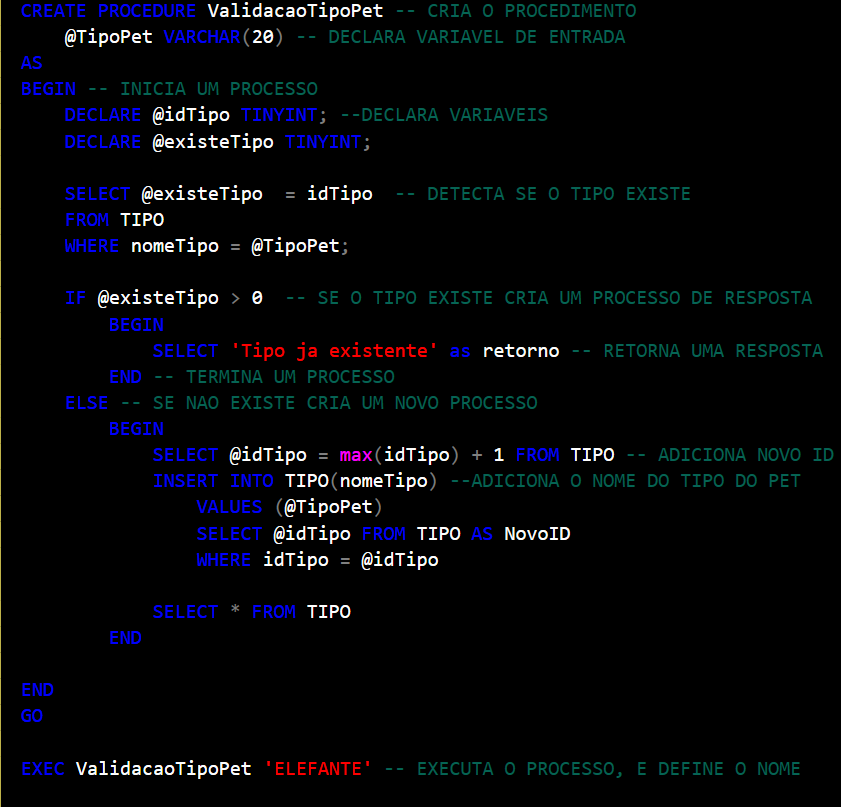 CREATE PROCEDURE ValidacaoTipoPet -- CRIA O PROCEDIMENTO
@TipoPet VARCHAR(20) -- DECLARA VARIAVEL DE ENTRADA
AS
BEGIN -- INICIA UM PROCESSO
DECLARE @idTipo TINYINT; --DECLARA VARIAVEIS
DECLARE @existeTipo TINYINT;
SELECT @existeTipo  = idTipo  -- DETECTA SE O TIPO EXISTE
FROM TIPO
WHERE nomeTipo = @TipoPet;
IF @existeTipo > 0  -- SE O TIPO EXISTE CRIA UM PROCESSO DE RESPOSTA
BEGIN
SELECT 'Tipo ja existente' as retorno -- RETORNA UMA RESPOSTA
END -- TERMINA UM PROCESSO
ELSE -- SE NAO EXISTE CRIA UM NOVO PROCESSO
BEGIN
SELECT @idTipo = max(idTipo) + 1 FROM TIPO -- ADICIONA NOVO ID
INSERT INTO TIPO(nomeTipo) --ADICIONA O NOME DO TIPO DO PET
VALUES (@TipoPet)
SELECT @idTipo FROM TIPO AS NovoID
WHERE idTipo = @idTipo
SELECT * FROM TIPO
END
END
GO
EXEC ValidacaoTipoPet 'ELEFANTE' -- EXECUTA O PROCESSO, E DEFINE O NOME